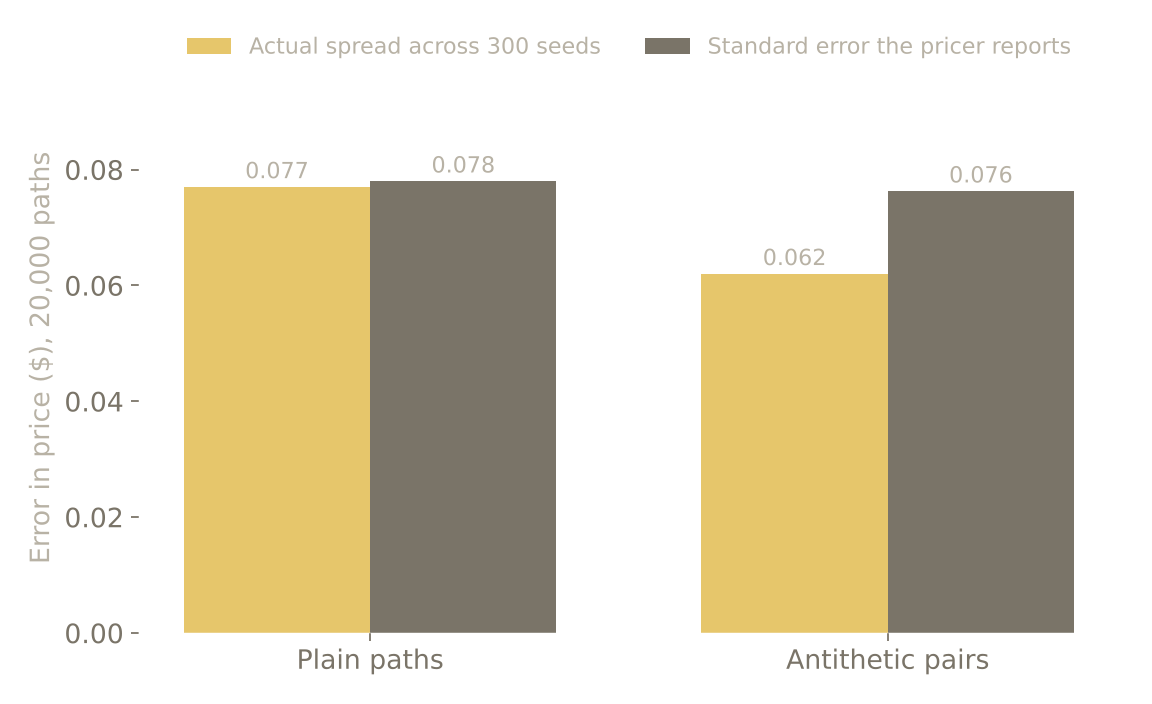 Actual spread across 300 seeds
Standard error the pricer reports
Error in price ($), 20,000 paths
0.08
0.06
0.04
0.02
0.00
0.077
0.078
0.062
0.076
Plain paths
Antithetic pairs